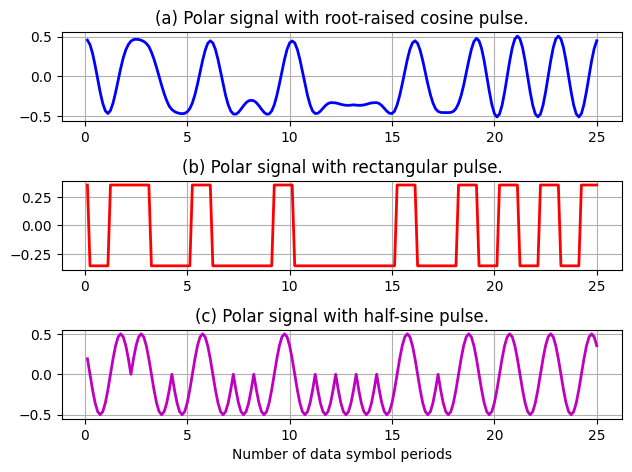 (a) Polar signal with root-raised cosine pulse.
0.5
0.0
−0.5
0 5 10 15 20 25
(b) Polar signal with rectangular pulse.
0.25
0.00
−0.25
0 5 10 15 20 25
(c) Polar signal with half-sine pulse.
0.5
0.0
−0.5
0 5 10 15 20 25
Number of data symbol periods